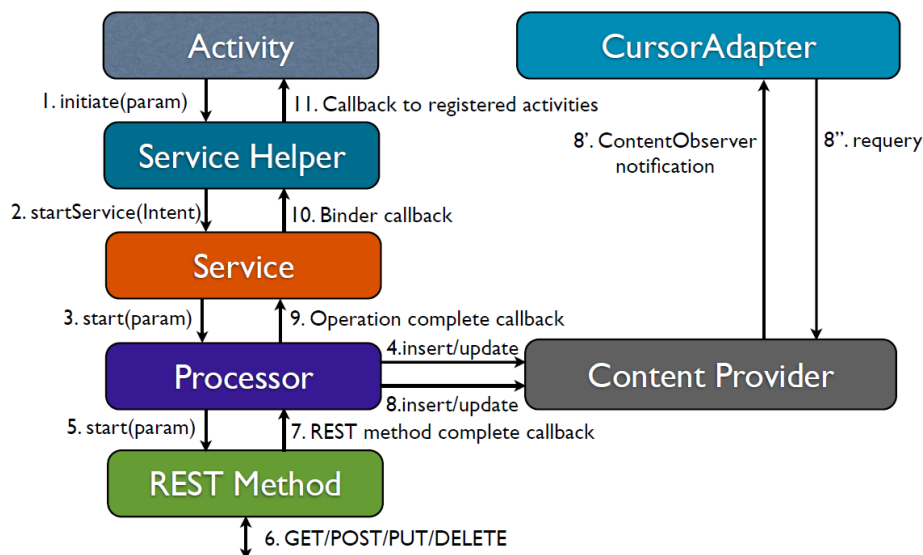 Activity
CursorAdapter
1. initiate(param)
11. Callback to registered activities
Service Helper
8'. ContentObserver
notification
8''. requery
2. startService(Intent)
10. Binder callback
Service
3. start(param)
9. Operation complete callback
4.insert/update
Processor
Content Provider
8.insert/update
5. start(param)
7. REST method complete callback
REST Method
6. GET/POST/PUT/DELETE